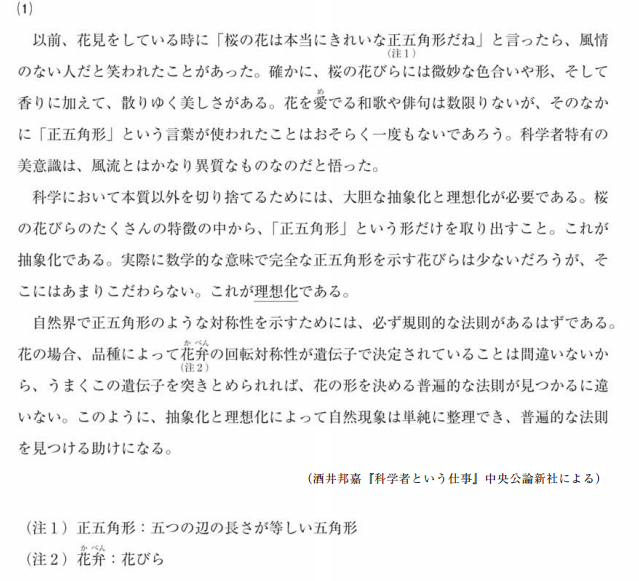 (1)
以前、花見をしている時に「桜の花は本当にきれいな正五角形だね」と言ったら、風情
(注1)
のない人だと笑われたことがあった。確かに、桜の花びらには微妙な色合いや形、そして
香りに加えて、散りゆく美しさがある。花を愛でる和歌や俳句は数限りないが、そのなか
に「正五角形」という言葉が使われたことはおそらく一度もないであろう。科学者特有の
美意識は、風流とはかなり異質なものなのだと悟った。
科学において本質以外を切り捨てるためには、大胆な抽象化と理想化が必要である。桜
の花びらのたくさんの特徴の中から、「正五角形」という形だけを取り出すこと。これが
抽象化である。実際に数学的な意味で完全な正五角形を示す花びらは少ないだろうが、そ
こにはあまりこだわらない。これが理想化である。
自然界で正五角形のような対称性を示すためには、必ず規則的な法則があるはずである。
花の場合、品種によって花弁の回転対称性が遺伝子で決定されていることは間違いないか
(注2)
ら、うまくこの遺伝子を突きとめられれば、花の形を決める普遍的な法則が見つかるに違
いない。このように、抽象化と理想化によって自然現象は単純に整理でき、普遍的な法則
を見つける助けになる。
(酒井邦嘉『科学者という仕事』中央公論新社による)
(注1) 正五角形：五つの辺の長さが等しい五角形
(注2) 花弁：花びら